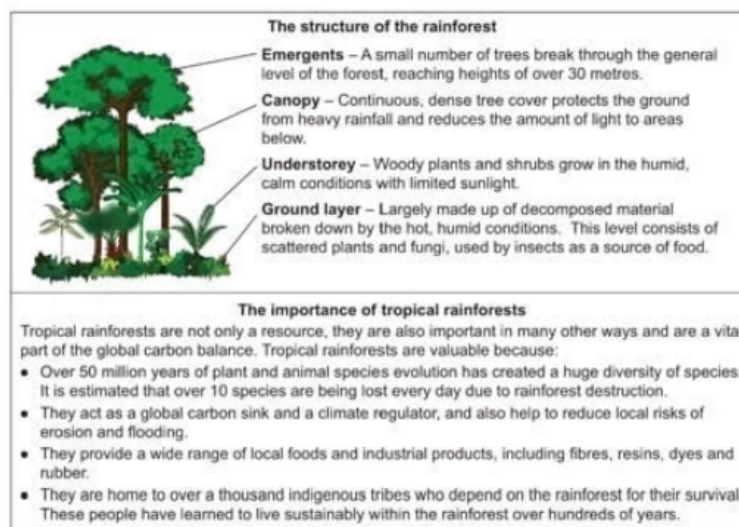 The structure of the rainforest
Emergents – A small number of trees break through the general
level of the forest, reaching heights of over 30 metres.
Canopy – Continuous, dense tree cover protects the ground
from heavy rainfall and reduces the amount of light to areas
below.
Understorey – Woody plants and shrubs grow in the humid,
calm conditions with limited sunlight.
Ground layer – Largely made up of decomposed material
broken down by the hot, humid conditions. This level consists of
scattered plants and fungi, used by insects as a source of food.
The importance of tropical rainforests
Tropical rainforests are not only a resource, they are also important in many other ways and are a vita
part of the global carbon balance. Tropical rainforests are valuable because:
• Over 50 million years of plant and animal species evolution has created a huge diversity of species
It is estimated that over 10 species are being lost every day due to rainforest destruction.
• They act as a global carbon sink and a climate regulator, and also help to reduce local risks of
erosion and flooding.
• They provide a wide range of local foods and industrial products, including fibres, resins, dyes and
rubber.
• They are home to over a thousand indigenous tribes who depend on the rainforest for their survival
These people have learned to live sustainably within the rainforest over hundreds of years.